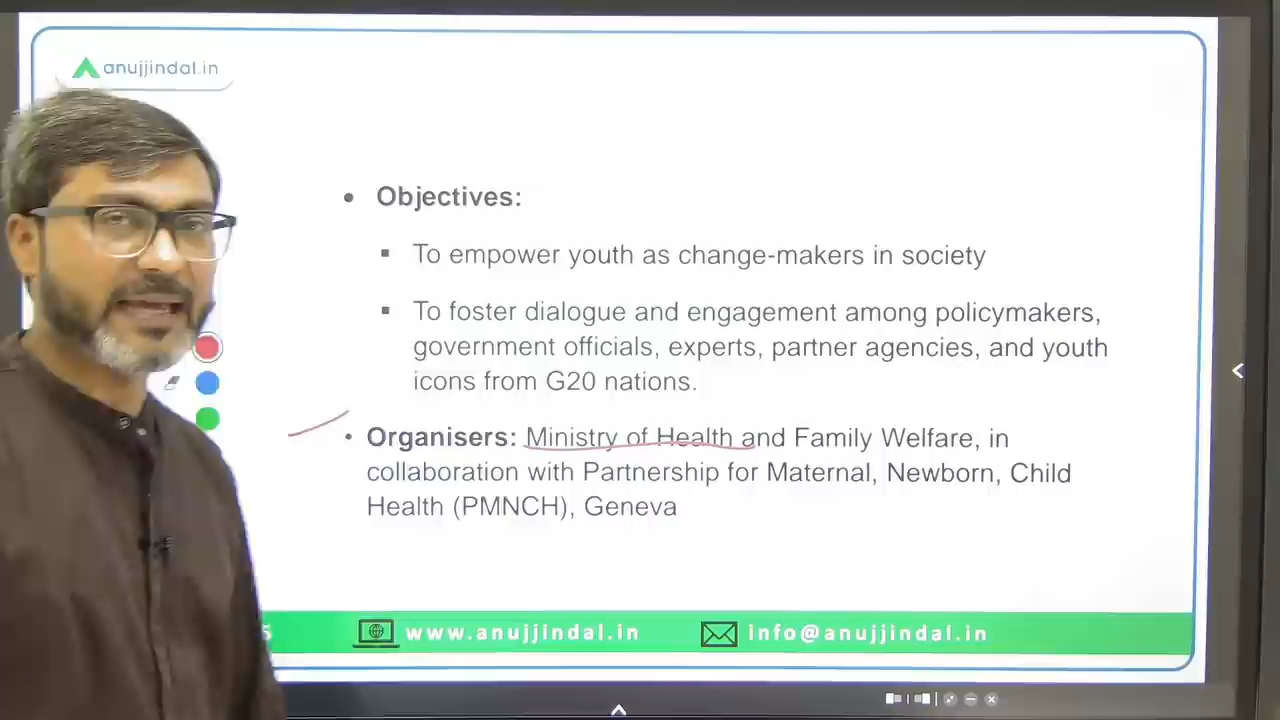 anujjindal.in
• Objectives:
▪ To empower youth as change-makers in society
▪ To foster dialogue and engagement among policymakers,
government officials, experts, partner agencies, and youth
icons from G20 nations.
• Organisers: Ministry of Health and Family Welfare, in
collaboration with Partnership for Maternal, Newborn, Child
Health (PMNCH), Geneva
www.anujjindal.in
info@anujjindal.in